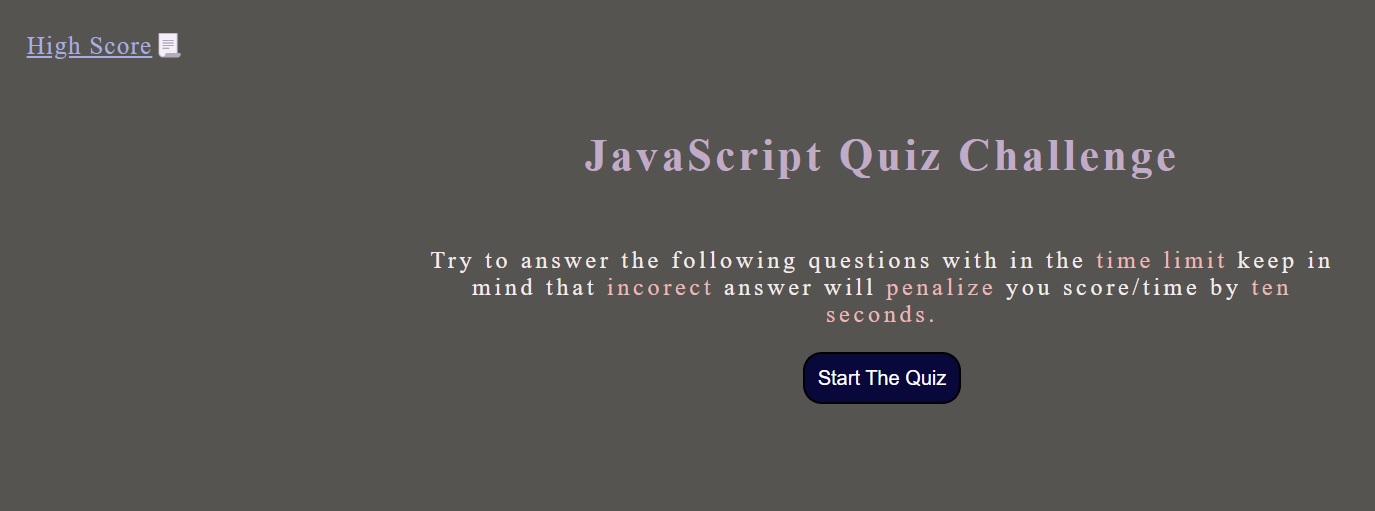 High Score
JavaScript Quiz Challenge
Try to answer the following questions with in the time limit keep in
mind that incorect answer will penalize you score/time by ten
seconds.
Start The Quiz